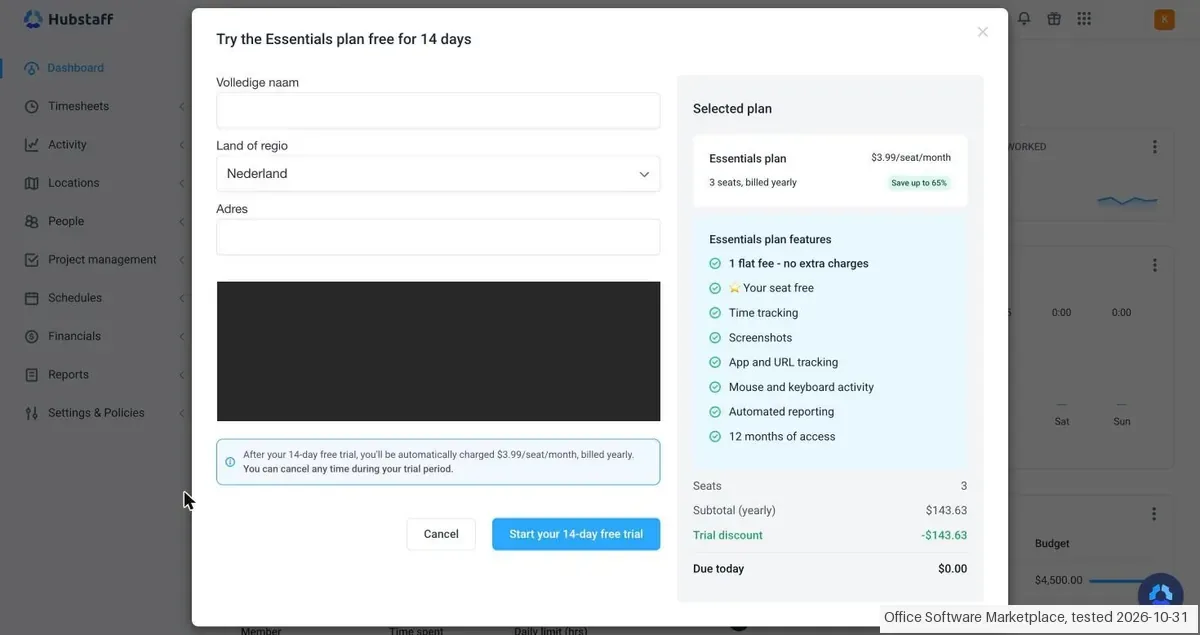 Hubstaff
K
Dashboard
Timesheets
Activity
Locations
People
Project management
Schedules
Financials
Reports
Settings & Policies
Try the Essentials plan free for 14 days
Volledige naam
Land of regio
Nederland
Adres
After your 14-day free trial, you'll be automatically charged $3.99/seat/month, billed yearly.
You can cancel any time during your trial period.
Cancel
Start your 14-day free trial
Selected plan
Essentials plan $3.99/seat/month
3 seats, billed yearly Save up to 65%
Essentials plan features
1 flat fee - no extra charges
⭐ Your seat free
Time tracking
Screenshots
App and URL tracking
Mouse and keyboard activity
Automated reporting
12 months of access
Seats 3
Subtotal (yearly) $143.63
Trial discount -$143.63
Due today $0.00
WORKED
0:00 0:00
Sat Sun
Budget
$4,500.00
Member Time spent Daily limit (hrs)
Office Software Marketplace, tested 2026-10-31